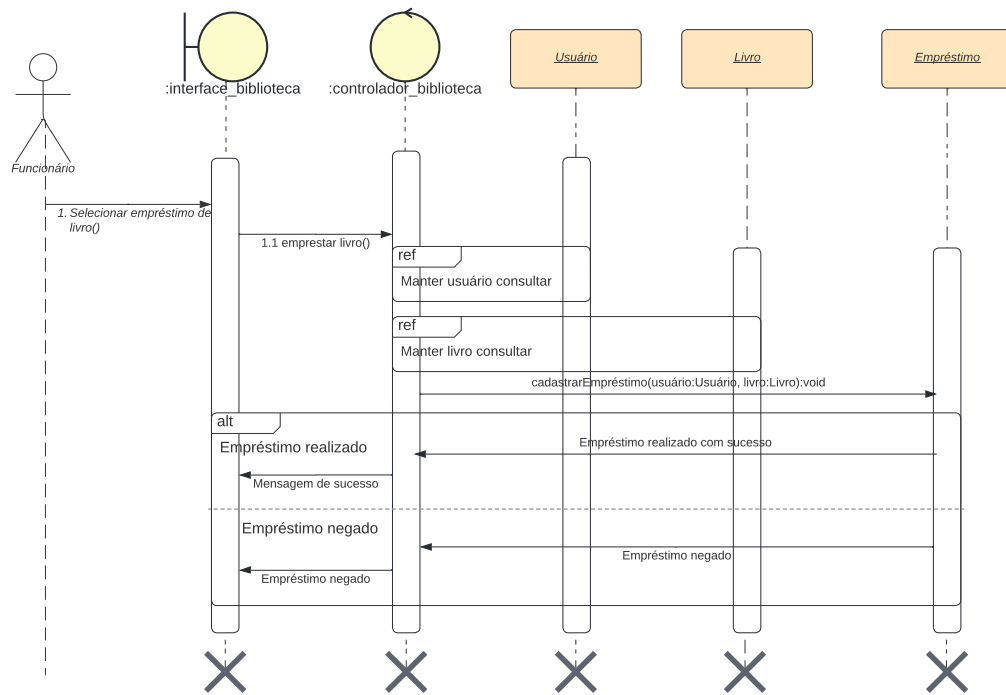 Usuário
Livro
Empréstimo
:interface_biblioteca
:controlador_biblioteca
Funcionário
1. Selecionar empréstimo de
livro()
1.1 emprestar livro()
ref
Manter usuário consultar
ref
Manter livro consultar
cadastrarEmpréstimo(usuário:Usuário, livro:Livro):void
alt
Empréstimo realizado
Empréstimo realizado com sucesso
Mensagem de sucesso
Empréstimo negado
Empréstimo negado
Empréstimo negado